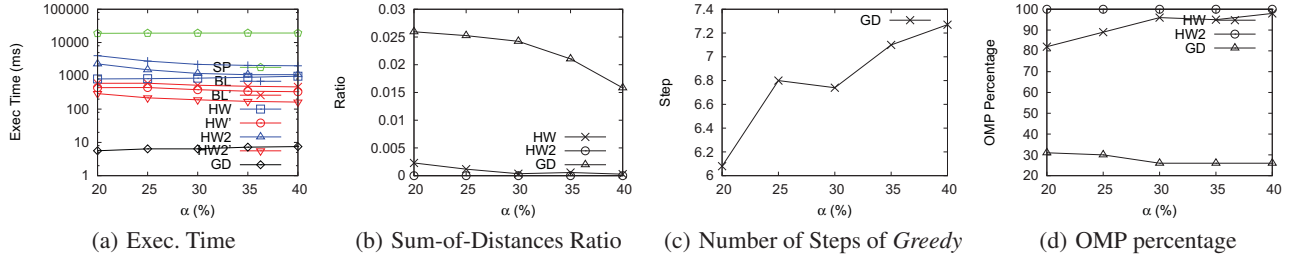 Exec Time (ms)
100000
10000
1000
100
10
1
SP
BL
BL
HW
HW'
HW2
HW2
GD
20 25 30 35 40
α (%)
(a) Exec. Time
Ratio
0.03
0.025
0.02
0.015
0.01
0.005
0
HW
HW2
GD
20 25 30 35 40
α (%)
(b) Sum-of-Distances Ratio
Step
7.4
7.2
7
6.8
6.6
6.4
6.2
6
GD
20 25 30 35 40
α (%)
(c) Number of Steps of Greedy
OMP Percentage
100
90
80
70
60
50
40
30
20
HW
HW2
GD
20 25 30 35 40
α (%)
(d) OMP percentage